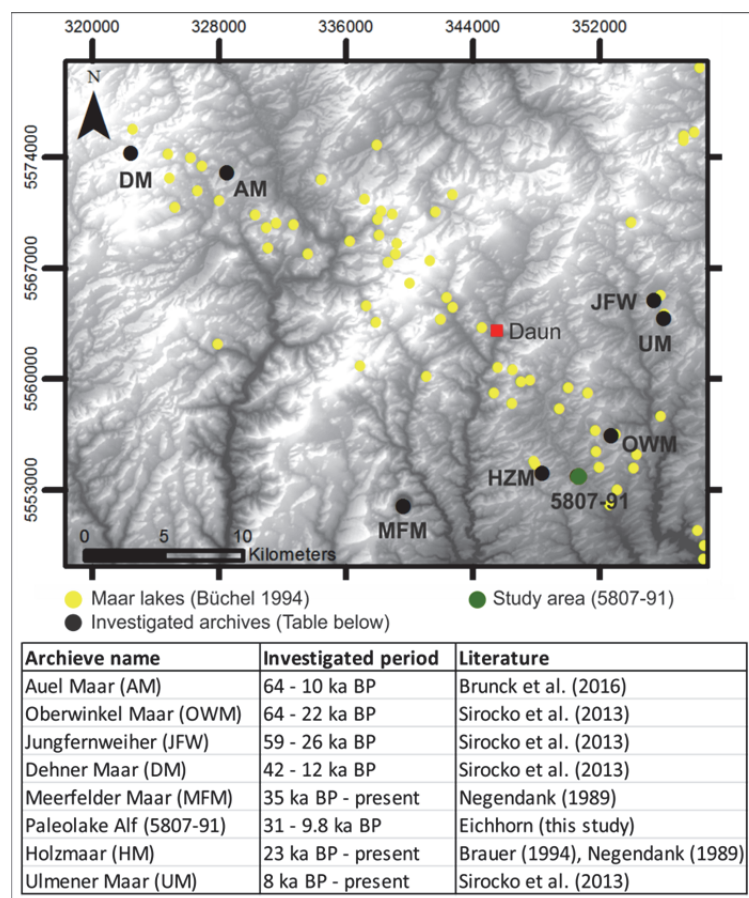 320000 328000 336000 344000 352000
N
5574000
DM
AM
5567000
JFW
UM
Daun
5560000
OWM
HZM
5553000
5807-91
MFM
0 5 10
Kilometers
Maar lakes (Büchel 1994) Study area (5807-91)
Investigated archives (Table below)
Archieve name Investigated period Literature
Auel Maar (AM) 64 - 10 ka BP Brunck et al. (2016)
Oberwinkel Maar (OWM) 64 - 22 ka BP Sirocko et al. (2013)
Jungfernweiher (JFW) 59 - 26 ka BP Sirocko et al. (2013)
Dehner Maar (DM) 42 - 12 ka BP Sirocko et al. (2013)
Meerfelder Maar (MFM) 35 ka BP - present Negendank (1989)
Paleolake Alf (5807-91) 31 - 9.8 ka BP Eichhorn (this study)
Holzmaar (HM) 23 ka BP - present Brauer (1994), Negendank (1989)
Ulmener Maar (UM) 8 ka BP - present Sirocko et al. (2013)